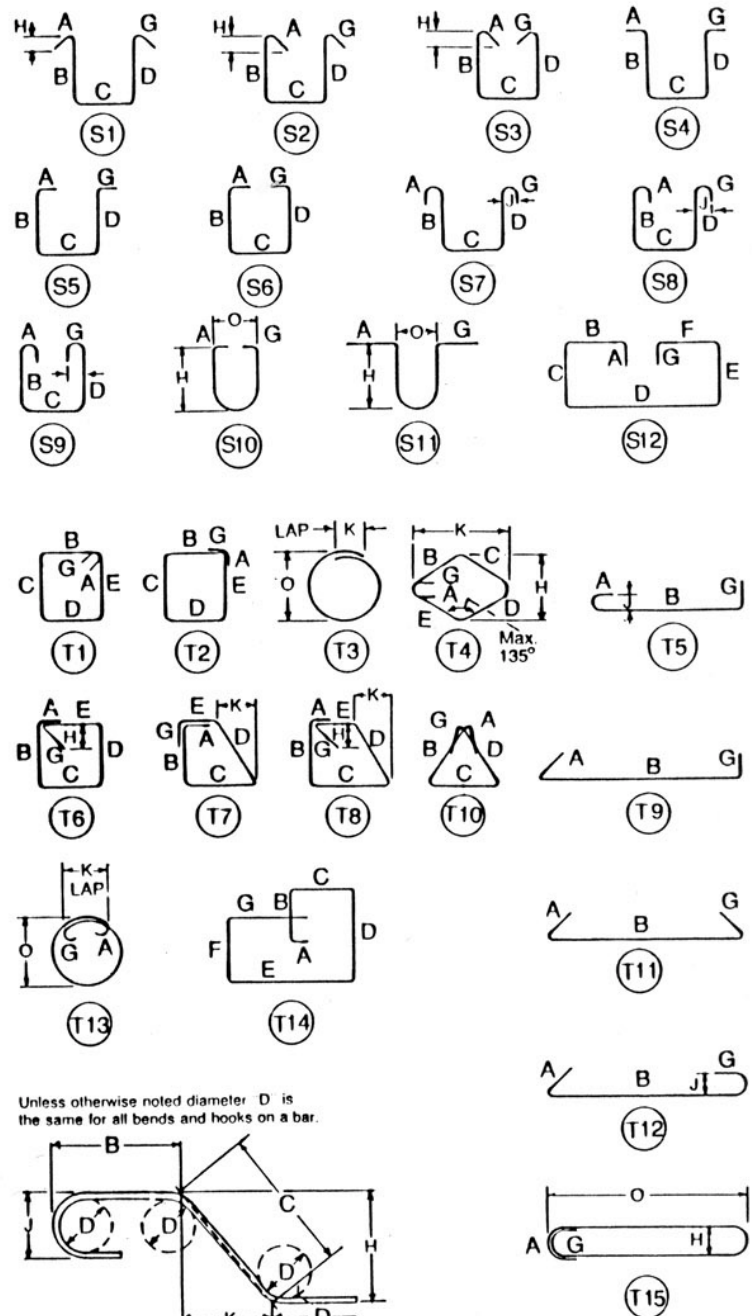 H A G H A G H A G A G
B C D B C D B C D B C D
S1 S2 S3 S4
A G A G A G A G
B C D B C D B C J D B C J D
S5 S6 S7 S8
A G A O G A O G B F
B C D H H C A G E
D
S9 S10 S11 S12
B B G LAP K K
C G A E C A E O B C G A H A B G
D D E E D J
Max.
135°
T1 T2 T3 T4 T5
A E E K A E K G A
B H G D G A D B H G D B D A B G
C B C C C
T6 T7 T8 T10 T9
K
LAP
O G A
C
G B D
F A
E
A B G
T13 T14 T11
A B J G
T12
Unless otherwise noted diameter "D" is
the same for all bends and hooks on a bar.
B
C
J D D H
D
K D
O
A G H
T15